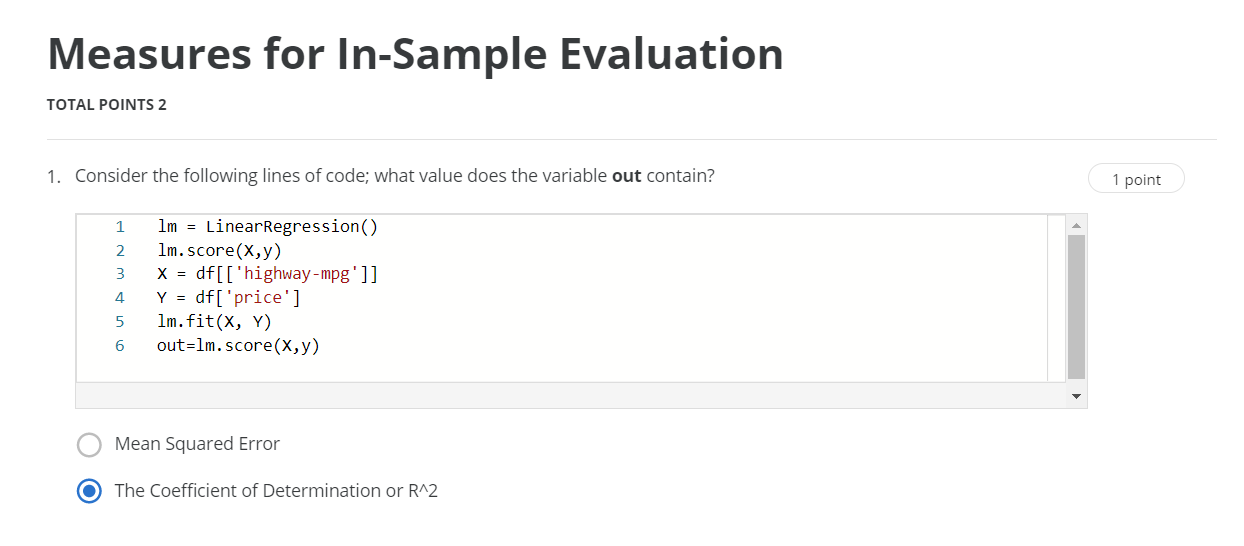 Measures for In-Sample Evaluation
TOTAL POINTS 2
1. Consider the following lines of code; what value does the variable out contain?
1 point
1 lm = LinearRegression()
2 lm.score(X,y)
3 X = df[['highway-mpg']]
4 Y = df['price']
5 lm.fit(X, Y)
6 out=lm.score(X,y)
Mean Squared Error
The Coefficient of Determination or R^2